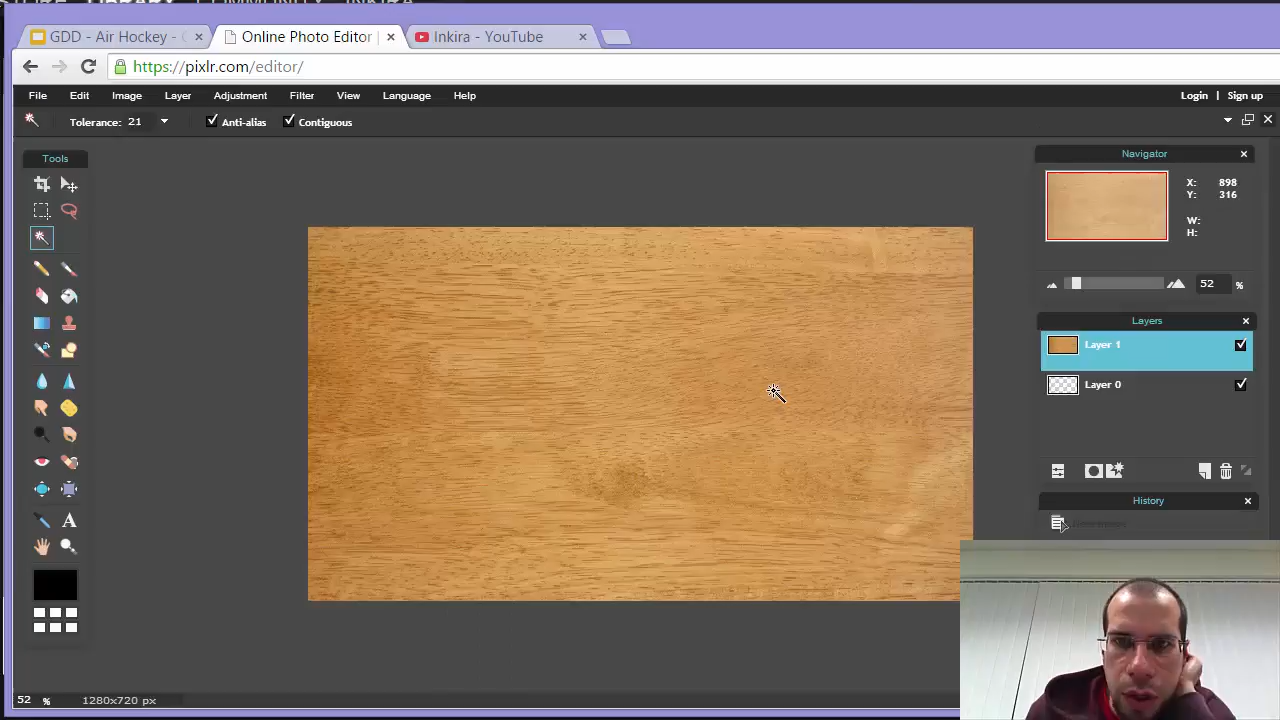 GDD - Air Hockey - Online Photo Editor Inkira - YouTube
https://pixlr.com/editor/
File Edit Image Layer Adjustment Filter View Language Help Login | Sign up
Tolerance: 21 Anti-alias Contiguous
Tools
Navigator
X: 898
Y: 316
W:
H:
52 %
Layers
Layer 1
Layer 0
History
A
52 % 1280x720 px